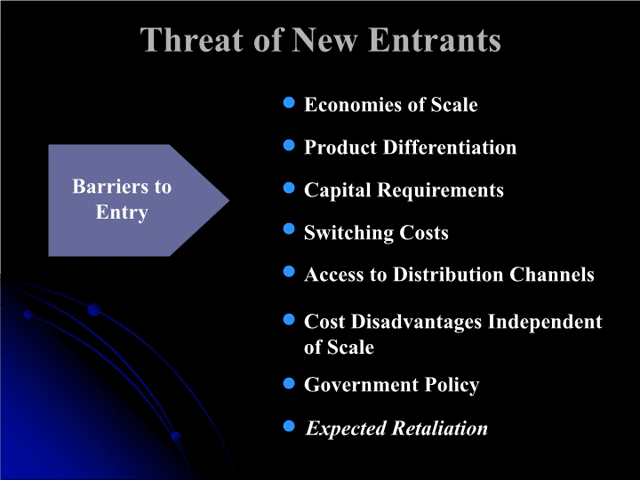 Threat of New Entrants
Barriers to
Entry
Economies of Scale
Product Differentiation
Capital Requirements
Switching Costs
Access to Distribution Channels
Cost Disadvantages Independent
of Scale
Government Policy
Expected Retaliation